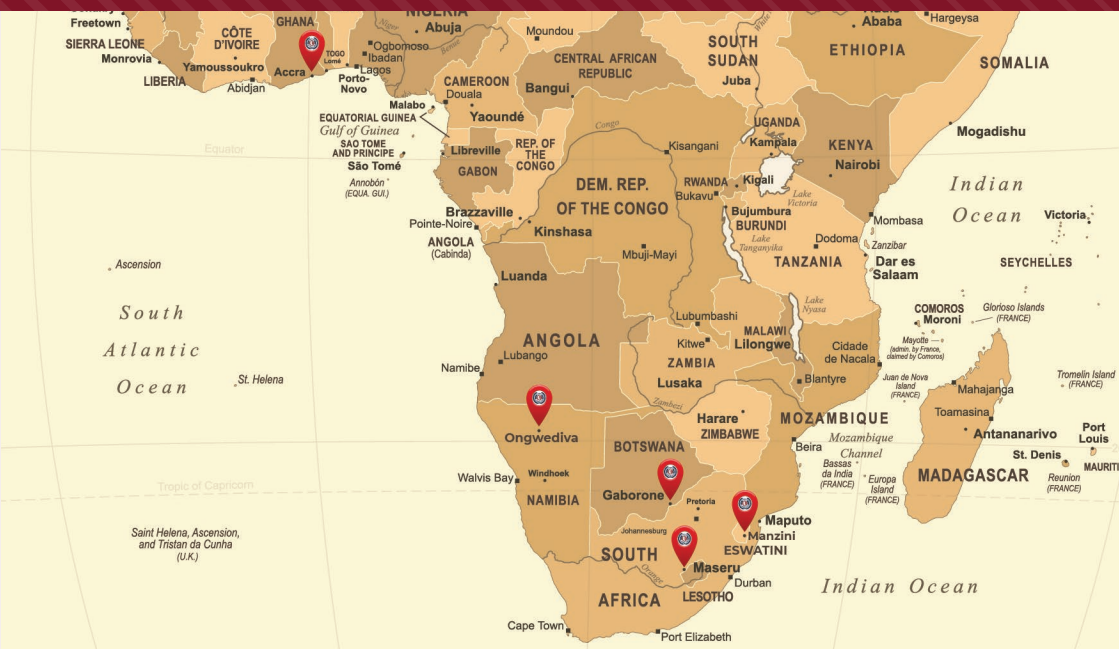 Freetown
SIERRA LEONE
Monrovia
LIBERIA
CÔTE
D'IVOIRE
Yamoussoukro
Abidjan
GHANA
Accra
TOGO
Lomé
Porto-
Novo
NIGERIA
Abuja
Niger
Benue
Ogbomoso
Ibadan
Lagos
Moundou
CENTRAL AFRICAN
REPUBLIC
Bangui
CAMEROON
Douala
Yaoundé
Malabo
EQUATORIAL GUINEA
Gulf of Guinea
SAO TOME
AND PRINCIPE
São Tomé
Annobón
(EQUA. GUI.)
Equator
Libreville
GABON
REP. OF
THE
CONGO
Brazzaville
Pointe-Noire
ANGOLA
(Cabinda)
Kinshasa
Congo
Kisangani
DEM. REP.
OF THE CONGO
Mbuji-Mayi
Lubumbashi
SOUTH
SUDAN
Juba
White
Ababa
ETHIOPIA
Hargeysa
SOMALIA
Mogadishu
UGANDA
Kampala
KENYA
Nairobi
RWANDA
Kigali
Bukavu
Lake
Victoria
Bujumbura
BURUNDI
Lake
Tanganyika
Dodoma
TANZANIA
Mombasa
Zanzibar
Dar es
Salaam
Indian
Ocean
Victoria
SEYCHELLES
Ascension
South
Atlantic
Ocean
St. Helena
Luanda
ANGOLA
Lubango
Namibe
Kitwe
ZAMBIA
Lusaka
Zambezi
MALAWI
Lilongwe
Lake
Nyasa
Blantyre
Cidade
de Nacala
COMOROS
Moroni
Glorioso Islands
(FRANCE)
Mayotte
(admin. by France,
claimed by Comoros)
Juan de Nova
Island
(FRANCE)
Tromelin Island
(FRANCE)
Mahajanga
Toamasina
Antananarivo
MADAGASCAR
Port
Louis
St. Denis
MAURITI
Reunion
(FRANCE)
Harare
ZIMBABWE
MOZAMBIQUE
Beira
Mozambique
Channel
Bassas
da India
(FRANCE)
Europa
Island
(FRANCE)
Ongwediva
Walvis Bay
Windhoek
NAMIBIA
BOTSWANA
Gaborone
Pretoria
Johannesburg
Tropic of Capricorn
Saint Helena, Ascension,
and Tristan da Cunha
(U.K.)
Maputo
Manzini
ESWATINI
SOUTH
AFRICA
Orange
Maseru
LESOTHO
Durban
Cape Town
Port Elizabeth
Indian Ocean